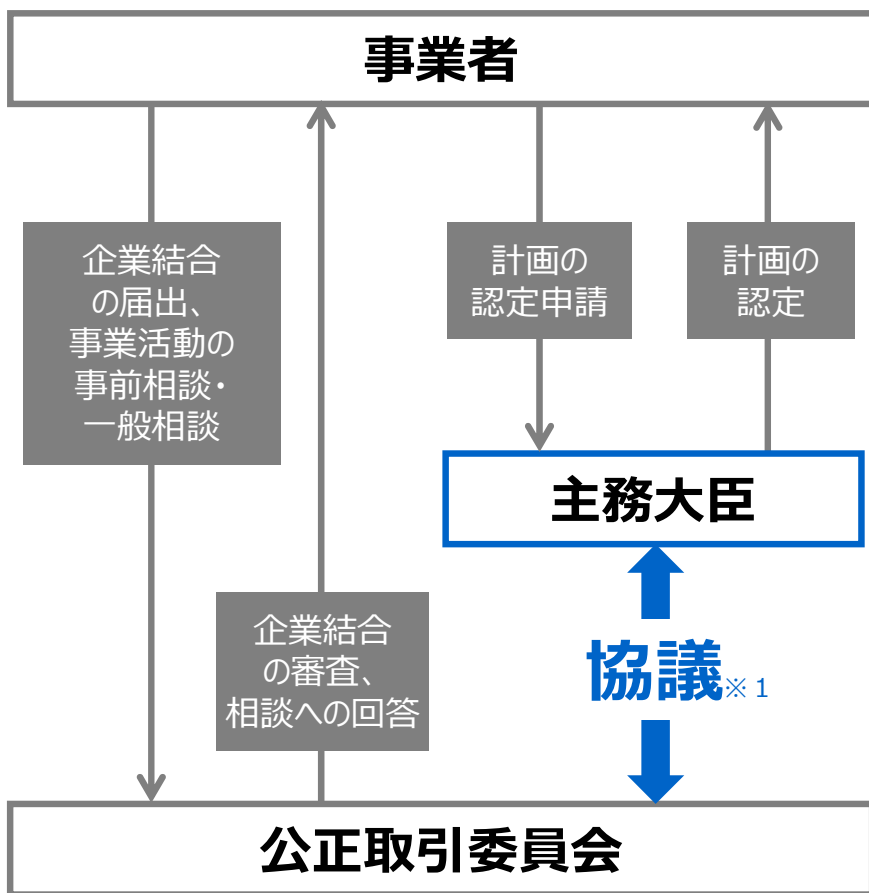 事業者
企業結合
の届出、
事業活動の
事前相談・
一般相談
計画の
認定申請
計画の
認定
主務大臣
企業結合
の審査、
相談への回答
協議※1
公正取引委員会